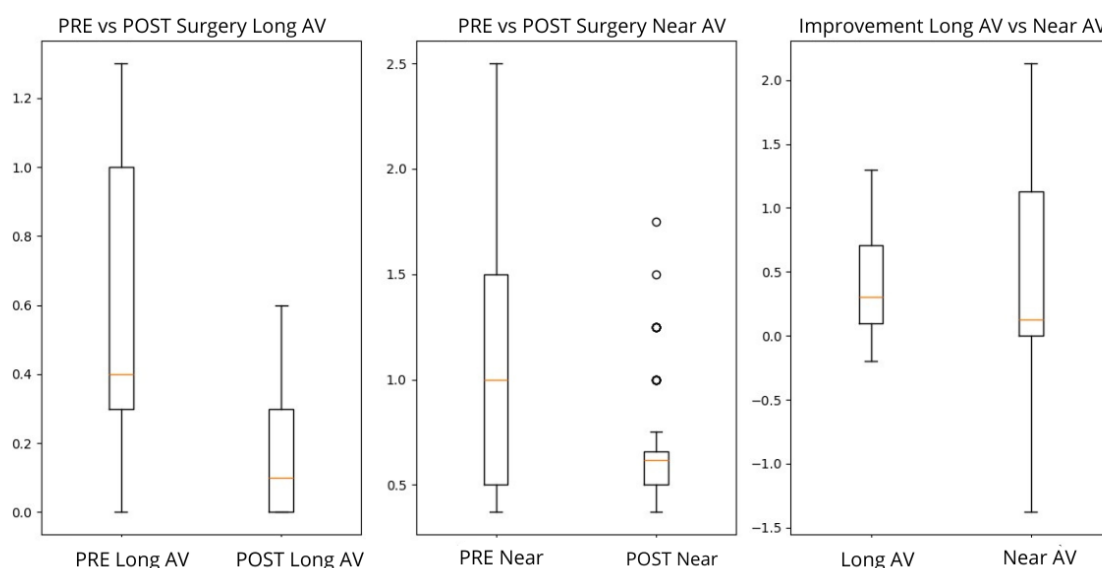 PRE vs POST Surgery Long AV
1.2
1.0
0.8
0.6
0.4
0.2
0.0
PRE Long AV
POST Long AV
PRE vs POST Surgery Near AV
2.5
2.0
1.5
1.0
0.5
PRE Near
POST Near
Improvement Long AV vs Near AV
2.0
1.5
1.0
0.5
0.0
−0.5
−1.0
−1.5
Long AV
Near AV